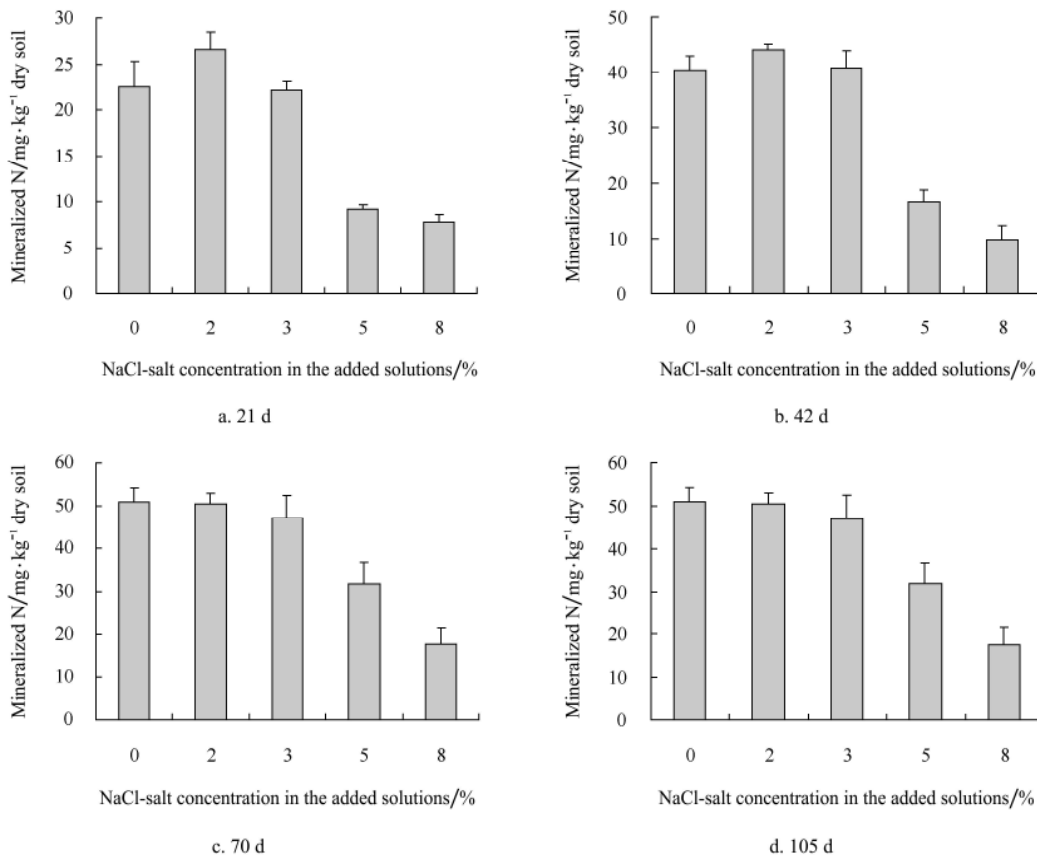 Mineralized N/mg·kg⁻¹ dry soil
30
25
20
15
10
5
0
0 2 3 5 8
NaCl-salt concentration in the added solutions/%
a. 21 d
Mineralized N/mg·kg⁻¹ dry soil
50
40
30
20
10
0
0 2 3 5 8
NaCl-salt concentration in the added solutions/%
b. 42 d
Mineralized N/mg·kg⁻¹ dry soil
60
50
40
30
20
10
0
0 2 3 5 8
NaCl-salt concentration in the added solutions/%
c. 70 d
Mineralized N/mg·kg⁻¹ dry soil
60
50
40
30
20
10
0
0 2 3 5 8
NaCl-salt concentration in the added solutions/%
d. 105 d